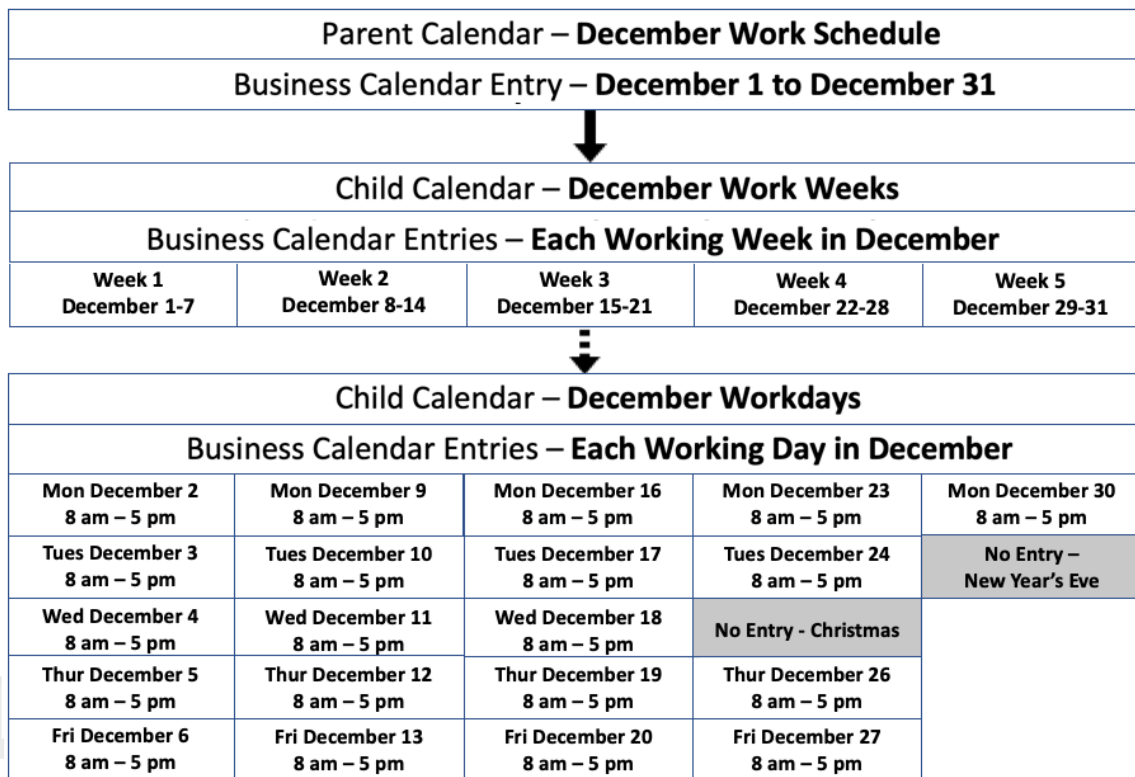 Parent Calendar – December Work Schedule
Business Calendar Entry – December 1 to December 31
Child Calendar – December Work Weeks
Business Calendar Entries – Each Working Week in December
Week 1
December 1-7
Week 2
December 8-14
Week 3
December 15-21
Week 4
December 22-28
Week 5
December 29-31
Child Calendar – December Workdays
Business Calendar Entries – Each Working Day in December
Mon December 2
8 am – 5 pm
Mon December 9
8 am – 5 pm
Mon December 16
8 am – 5 pm
Mon December 23
8 am – 5 pm
Mon December 30
8 am – 5 pm
Tues December 3
8 am – 5 pm
Tues December 10
8 am – 5 pm
Tues December 17
8 am – 5 pm
Tues December 24
8 am – 5 pm
No Entry –
New Year’s Eve
Wed December 4
8 am – 5 pm
Wed December 11
8 am – 5 pm
Wed December 18
8 am – 5 pm
No Entry - Christmas
Thur December 5
8 am – 5 pm
Thur December 12
8 am – 5 pm
Thur December 19
8 am – 5 pm
Thur December 26
8 am – 5 pm
Fri December 6
8 am – 5 pm
Fri December 13
8 am – 5 pm
Fri December 20
8 am – 5 pm
Fri December 27
8 am – 5 pm